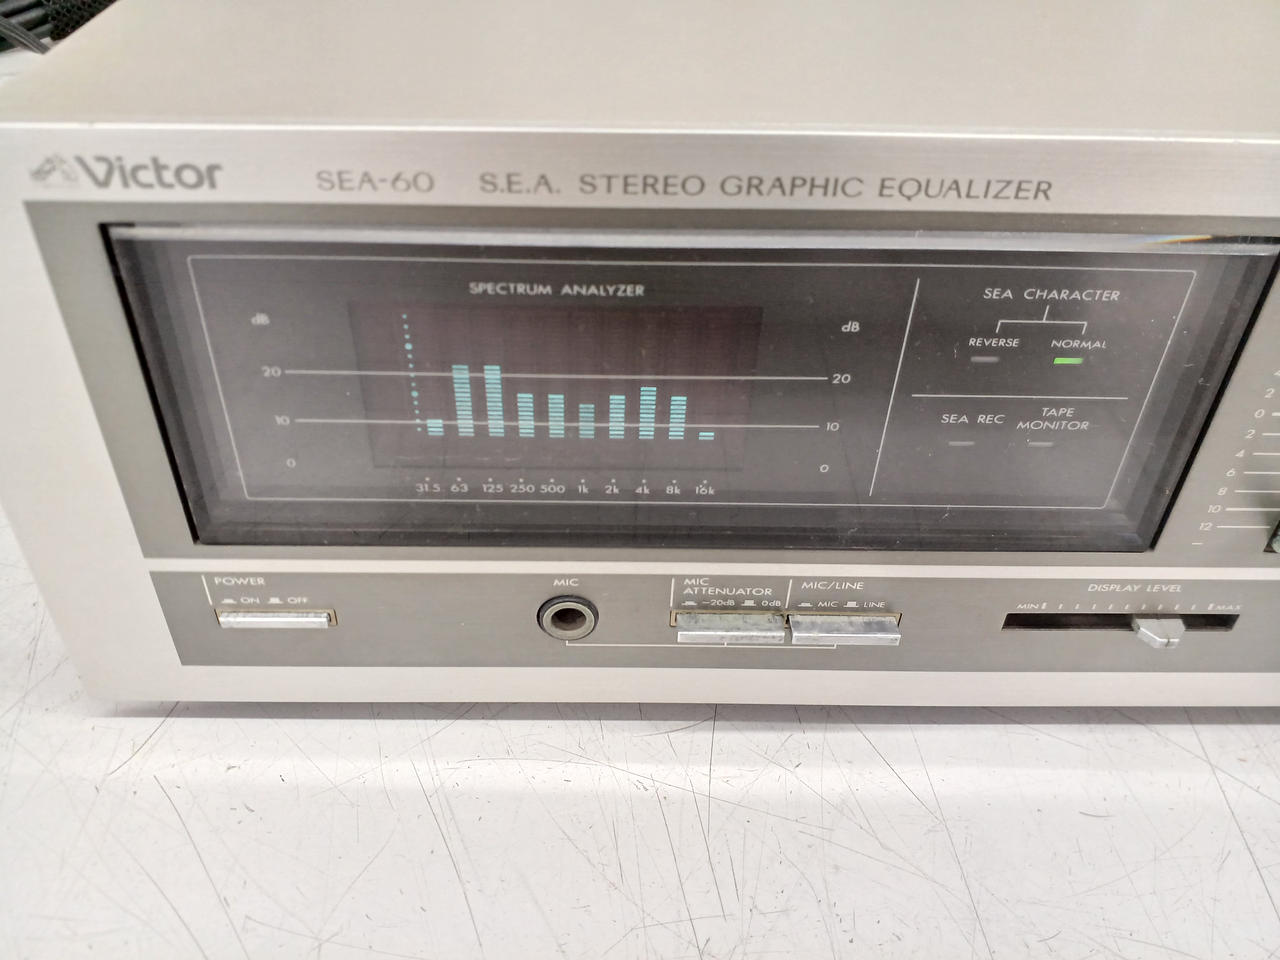 Victor SEA-60 S.E.A. STEREO GRAPHIC EQUALIZER
SPECTRUM ANALYZER
dB dB
20 20
10 10
0 0
31.5 63 125 250 500 1k 2k 4k 8k 16k
SEA CHARACTER
REVERSE NORMAL
SEA REC TAPE MONITOR
2
0
2
4
6
8
10
12
POWER
ON OFF
MIC
MIC ATTENUATOR
-20dB 0dB
MIC/LINE
MIC LINE
DISPLAY LEVEL
MIN MAX